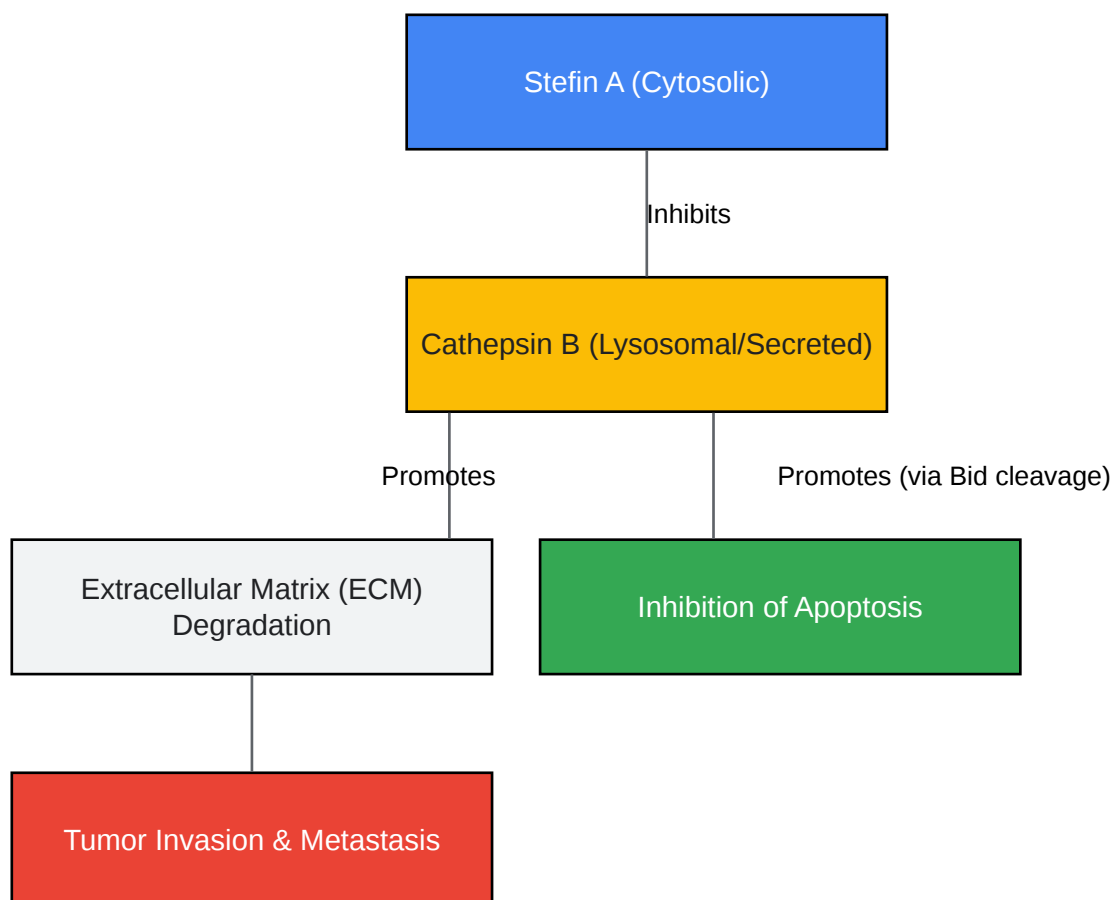 Stefin A (Cytosolic)
Inhibits
Cathepsin B (Lysosomal/Secreted)
Promotes
Promotes (via Bid cleavage)
Extracellular Matrix (ECM)
Degradation
Inhibition of Apoptosis
Tumor Invasion & Metastasis